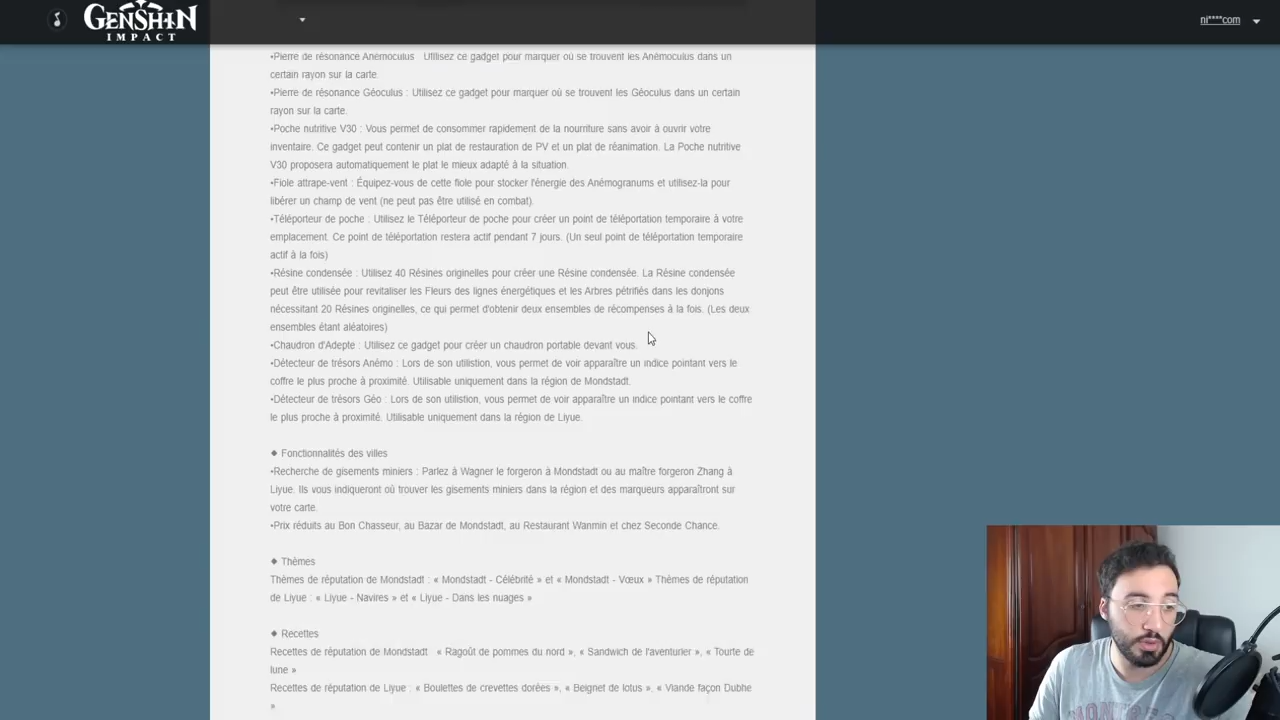 GENSHIN
IMPACT
ni****com
•Pierre de résonance Anémoculus Utilisez ce gadget pour marquer où se trouvent les Anémoculus dans un
certain rayon sur la carte.
•Pierre de résonance Géoculus : Utilisez ce gadget pour marquer où se trouvent les Géoculus dans un certain
rayon sur la carte.
•Poche nutritive V30 : Vous permet de consommer rapidement de la nourriture sans avoir à ouvrir votre
inventaire. Ce gadget peut contenir un plat de restauration de PV et un plat de réanimation. La Poche nutritive
V30 proposera automatiquement le plat le mieux adapté à la situation.
•Fiole attrape-vent : Équipez-vous de cette fiole pour stocker l'énergie des Anémogranums et utilisez-la pour
libérer un champ de vent (ne peut pas être utilisé en combat).
•Téléporteur de poche : Utilisez le Téléporteur de poche pour créer un point de téléportation temporaire à votre
emplacement. Ce point de téléportation restera actif pendant 7 jours. (Un seul point de téléportation temporaire
actif à la fois)
•Résine condensée : Utilisez 40 Résines originelles pour créer une Résine condensée. La Résine condensée
peut être utilisée pour revitaliser les Fleurs des lignes énergétiques et les Arbres pétrifiés dans les donjons
nécessitant 20 Résines originelles, ce qui permet d'obtenir deux ensembles de récompenses à la fois. (Les deux
ensembles étant aléatoires)
•Chaudron d'Adepte : Utilisez ce gadget pour créer un chaudron portable devant vous.
•Détecteur de trésors Anémo : Lors de son utilistion, vous permet de voir apparaître un indice pointant vers le
coffre le plus proche à proximité. Utilisable uniquement dans la région de Mondstadt.
•Détecteur de trésors Géo : Lors de son utilistion, vous permet de voir apparaître un indice pointant vers le coffre
le plus proche à proximité. Utilisable uniquement dans la région de Liyue.
◆ Fonctionnalités des villes
•Recherche de gisements miniers : Parlez à Wagner le forgeron à Mondstadt ou au maître forgeron Zhang à
Liyue. Ils vous indiqueront où trouver les gisements miniers dans la région et des marqueurs apparaîtront sur
votre carte.
•Prix réduits au Bon Chasseur, au Bazar de Mondstadt, au Restaurant Wanmin et chez Seconde Chance.
◆ Thèmes
Thèmes de réputation de Mondstadt : « Mondstadt - Célébrité » et « Mondstadt - Vœux » Thèmes de réputation
de Liyue : « Liyue - Navires » et « Liyue - Dans les nuages »
◆ Recettes
Recettes de réputation de Mondstadt « Ragoût de pommes du nord », « Sandwich de l'aventurier », « Tourte de
lune »
Recettes de réputation de Liyue : « Boulettes de crevettes dorées », « Beignet de lotus », « Viande façon Dubhe
»